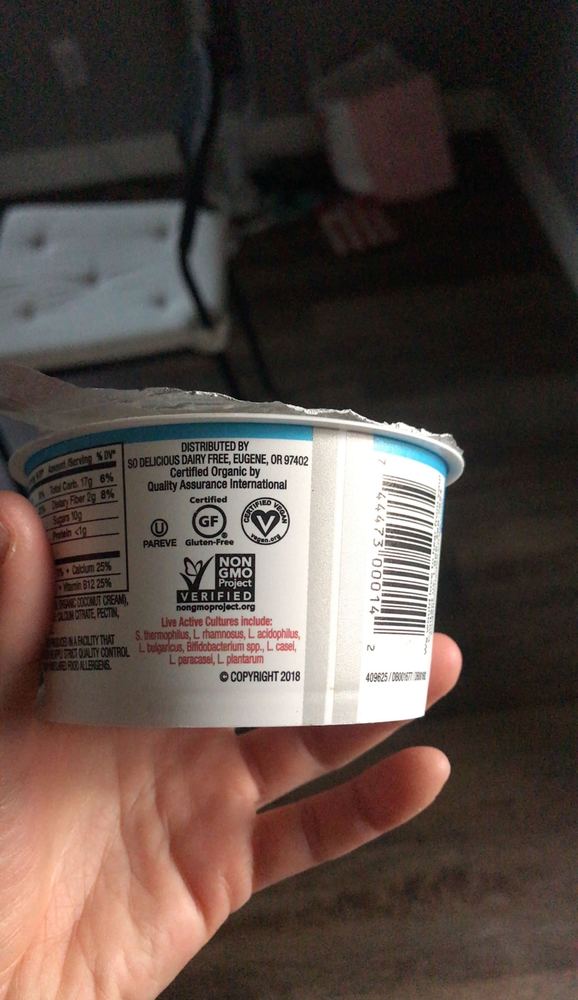 Amount/Serving % DV*
Total Carb. 17g 6%
Dietary Fiber 2g 8%
Sugars 10g
Protein <1g
• Calcium 25%
• Vitamin B12 25%
ORGANIC COCONUT CREAM),
CALCIUM CITRATE, PECTIN,
IN A FACILITY THAT
STRICT QUALITY CONTROL
FOOD ALLERGENS.
DISTRIBUTED BY
SO DELICIOUS DAIRY FREE, EUGENE, OR 97402
Certified Organic by
Quality Assurance International
U
PAREVE
Certified
GF
Gluten-Free
CERTIFIED VEGAN
V
vegan.org
NON
GMO
Project
VERIFIED
nongmoproject.org
Live Active Cultures include:
S. thermophilus, L. rhamnosus, L. acidophilus,
L. bulgaricus, Bifidobacterium spp., L. casei,
L. paracasei, L. plantarum
© COPYRIGHT 2018
7 44473 00014 2
409625 / DB001677